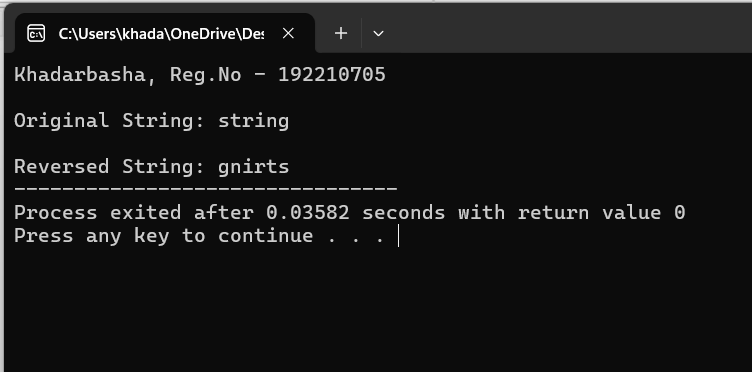 C:\Users\khada\OneDrive\Des
Khadarbasha, Reg.No - 192210705
Original String: string
Reversed String: gnirts
--------------------------------
Process exited after 0.03582 seconds with return value 0
Press any key to continue . . .